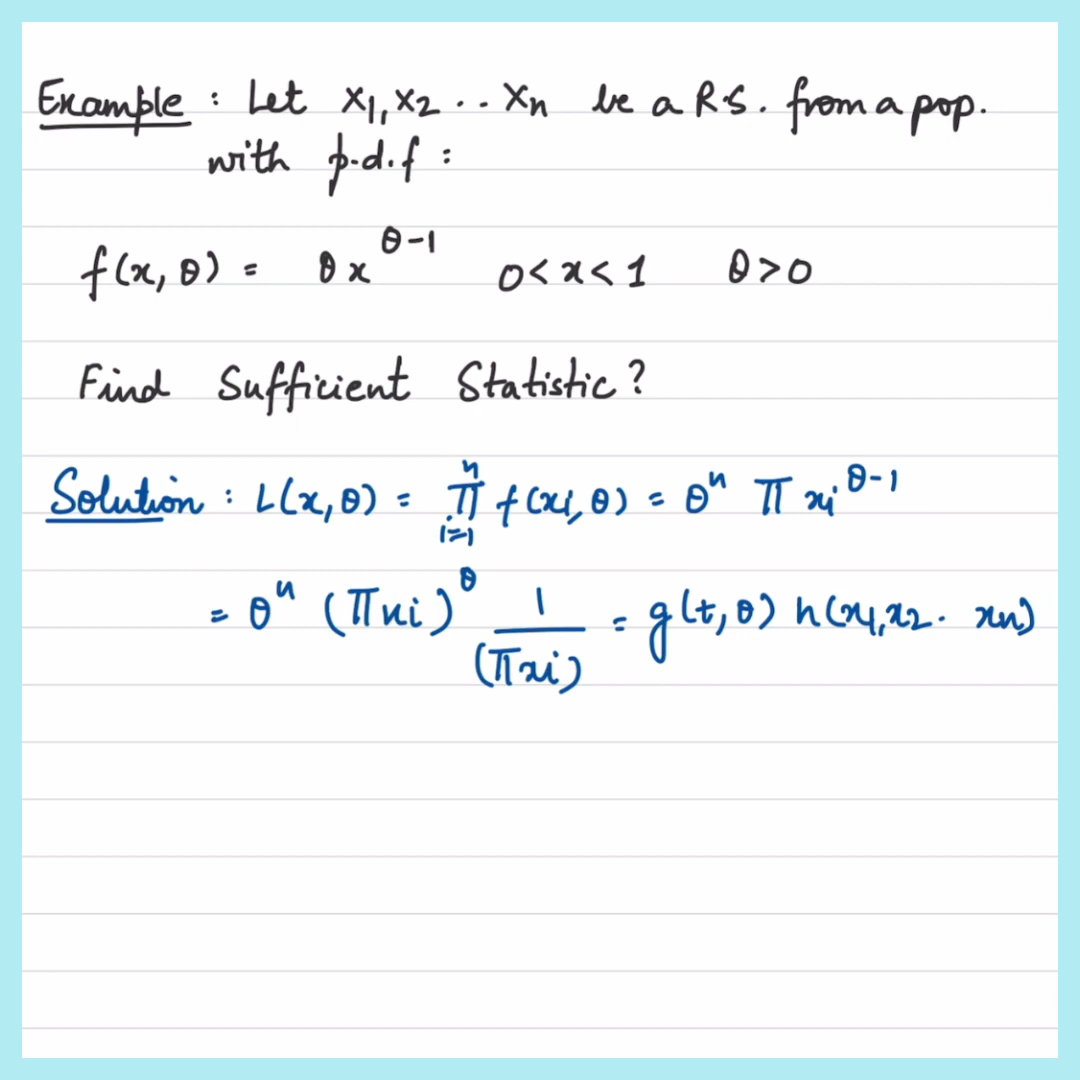 Example : Let X1, X2 .. Xn be a R.S. from a pop.
with p.d.f :
f(x, θ) = θ x^θ-1 0 < x < 1 θ > 0
Find Sufficient Statistic ?
Solution : L(x, θ) = n∏i=1 f(xi, θ) = θ^n ∏ xi^θ-1
= θ^n (∏xi)^θ 1/(∏xi) = g(t, θ) h(x1, x2 . xn)